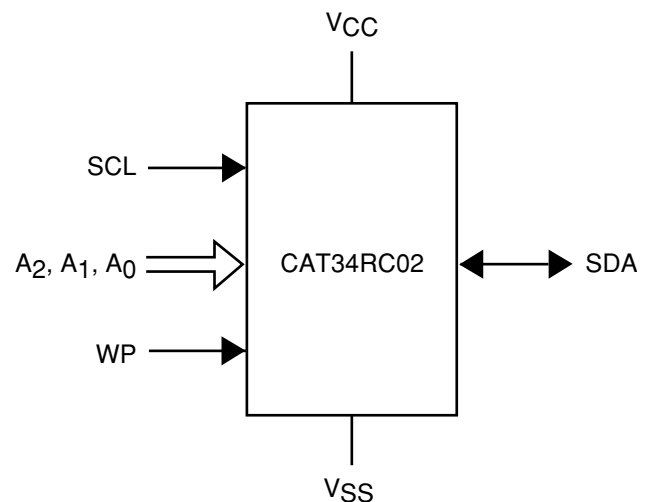 VCC
SCL
A2, A1, A0
CAT34RC02
SDA
WP
VSS